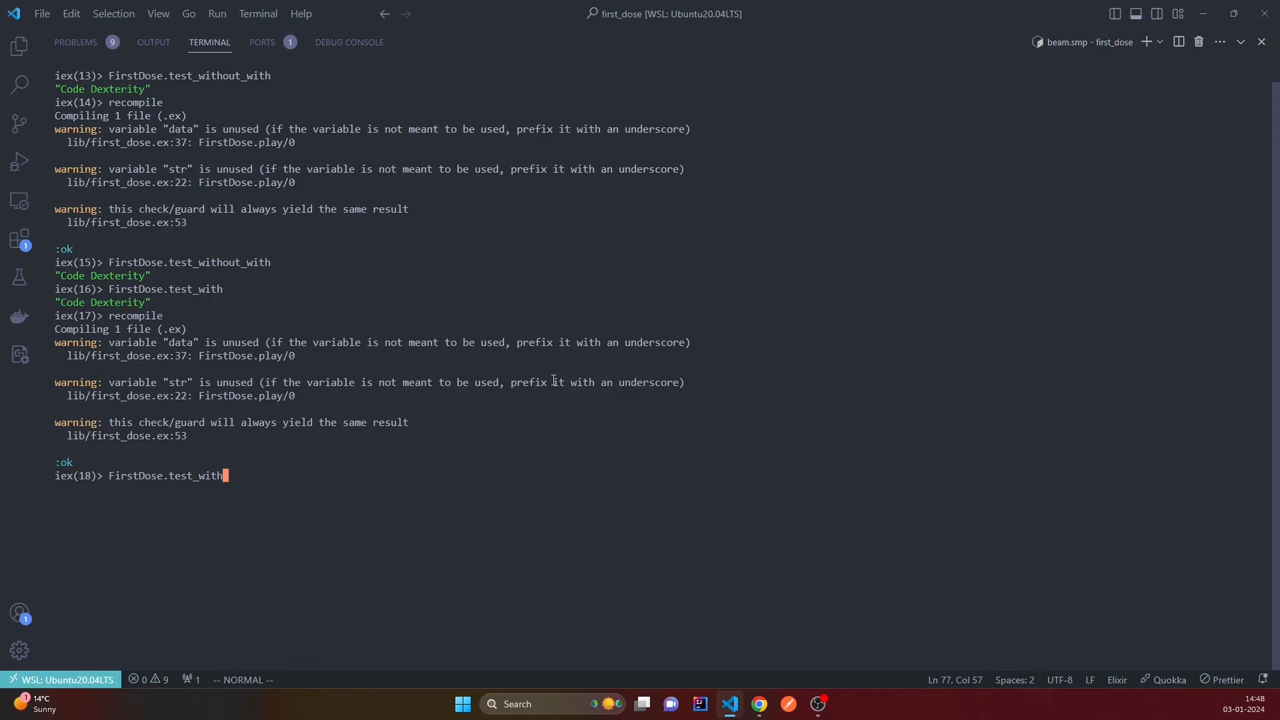 File Edit Selection View Go Run Terminal Help
first_dose [WSL: Ubuntu20.04LTS]
PROBLEMS 9 OUTPUT TERMINAL PORTS 1 DEBUG CONSOLE
beam.smp - first_dose
iex(13)> FirstDose.test_without_with
"Code Dexterity"
iex(14)> recompile
Compiling 1 file (.ex)
warning: variable "data" is unused (if the variable is not meant to be used, prefix it with an underscore)
lib/first_dose.ex:37: FirstDose.play/0
warning: variable "str" is unused (if the variable is not meant to be used, prefix it with an underscore)
lib/first_dose.ex:22: FirstDose.play/0
warning: this check/guard will always yield the same result
lib/first_dose.ex:53
:ok
iex(15)> FirstDose.test_without_with
"Code Dexterity"
iex(16)> FirstDose.test_with
"Code Dexterity"
iex(17)> recompile
Compiling 1 file (.ex)
warning: variable "data" is unused (if the variable is not meant to be used, prefix it with an underscore)
lib/first_dose.ex:37: FirstDose.play/0
warning: variable "str" is unused (if the variable is not meant to be used, prefix it with an underscore)
lib/first_dose.ex:22: FirstDose.play/0
warning: this check/guard will always yield the same result
lib/first_dose.ex:53
:ok
iex(18)> FirstDose.test_with
1
1
WSL: Ubuntu20.04LTS 0 9 1 -- NORMAL -- Ln 77, Col 57 Spaces: 2 UTF-8 LF Elixir Quokka Prettier
1
14°C
Sunny
Search
14:48
03-01-2024